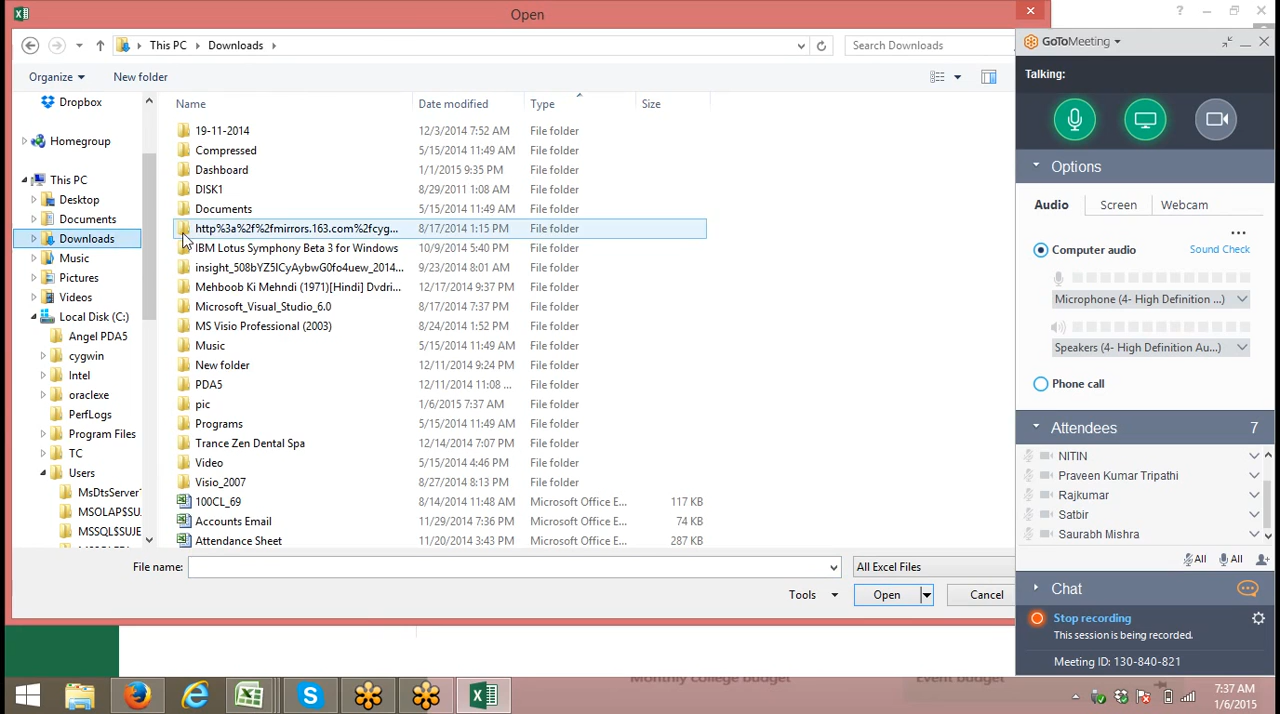 Open
This PC
Downloads
Search Downloads
Organize
New folder
Name
Date modified
Type
Size
Dropbox
Homegroup
This PC
Desktop
Documents
Downloads
Music
Pictures
Videos
Local Disk (C:)
Angel PDA5
cygwin
Intel
oraclexe
PerfLogs
Program Files
TC
Users
MsDtsServer'
MSOLAP$SU.
MSSQL$SUJE
19-11-2014 12/3/2014 7:52 AM File folder
Compressed 5/15/2014 11:49 AM File folder
Dashboard 1/1/2015 9:35 PM File folder
DISK1 8/29/2011 1:08 AM File folder
Documents 5/15/2014 11:49 AM File folder
http%3a%2f%2fmirrors.163.com%2fcyg... 8/17/2014 1:15 PM File folder
IBM Lotus Symphony Beta 3 for Windows 10/9/2014 5:40 PM File folder
insight_508bYZ5ICyAybwG0fo4uew_2014... 9/23/2014 8:01 AM File folder
Mehboob Ki Mehndi (1971)[Hindi] Dvdri... 12/17/2014 9:37 PM File folder
Microsoft_Visual_Studio_6.0 8/17/2014 7:37 PM File folder
MS Visio Professional (2003) 8/24/2014 1:52 PM File folder
Music 5/15/2014 11:49 AM File folder
New folder 12/11/2014 9:24 PM File folder
PDA5 12/11/2014 11:08 ... File folder
pic 1/6/2015 7:37 AM File folder
Programs 5/15/2014 11:49 AM File folder
Trance Zen Dental Spa 12/14/2014 7:07 PM File folder
Video 5/15/2014 4:46 PM File folder
Visio_2007 8/27/2014 8:13 PM File folder
100CL_69 8/14/2014 11:48 AM Microsoft Office E... 117 KB
Accounts Email 11/29/2014 7:36 PM Microsoft Office E... 74 KB
Attendance Sheet 11/20/2014 3:43 PM Microsoft Office E... 287 KB
File name:
All Excel Files
Tools
Open
Cancel
GoToMeeting
Talking:
Options
Audio
Screen
Webcam
Computer audio
Sound Check
Microphone (4- High Definition ...)
Speakers (4- High Definition Au...)
Phone call
Attendees 7
NITIN
Praveen Kumar Tripathi
Rajkumar
Satbir
Saurabh Mishra
All
All
Chat
Stop recording
This session is being recorded.
Meeting ID: 130-840-821
Monthly college budget
Event budget
7:37 AM
1/6/2015